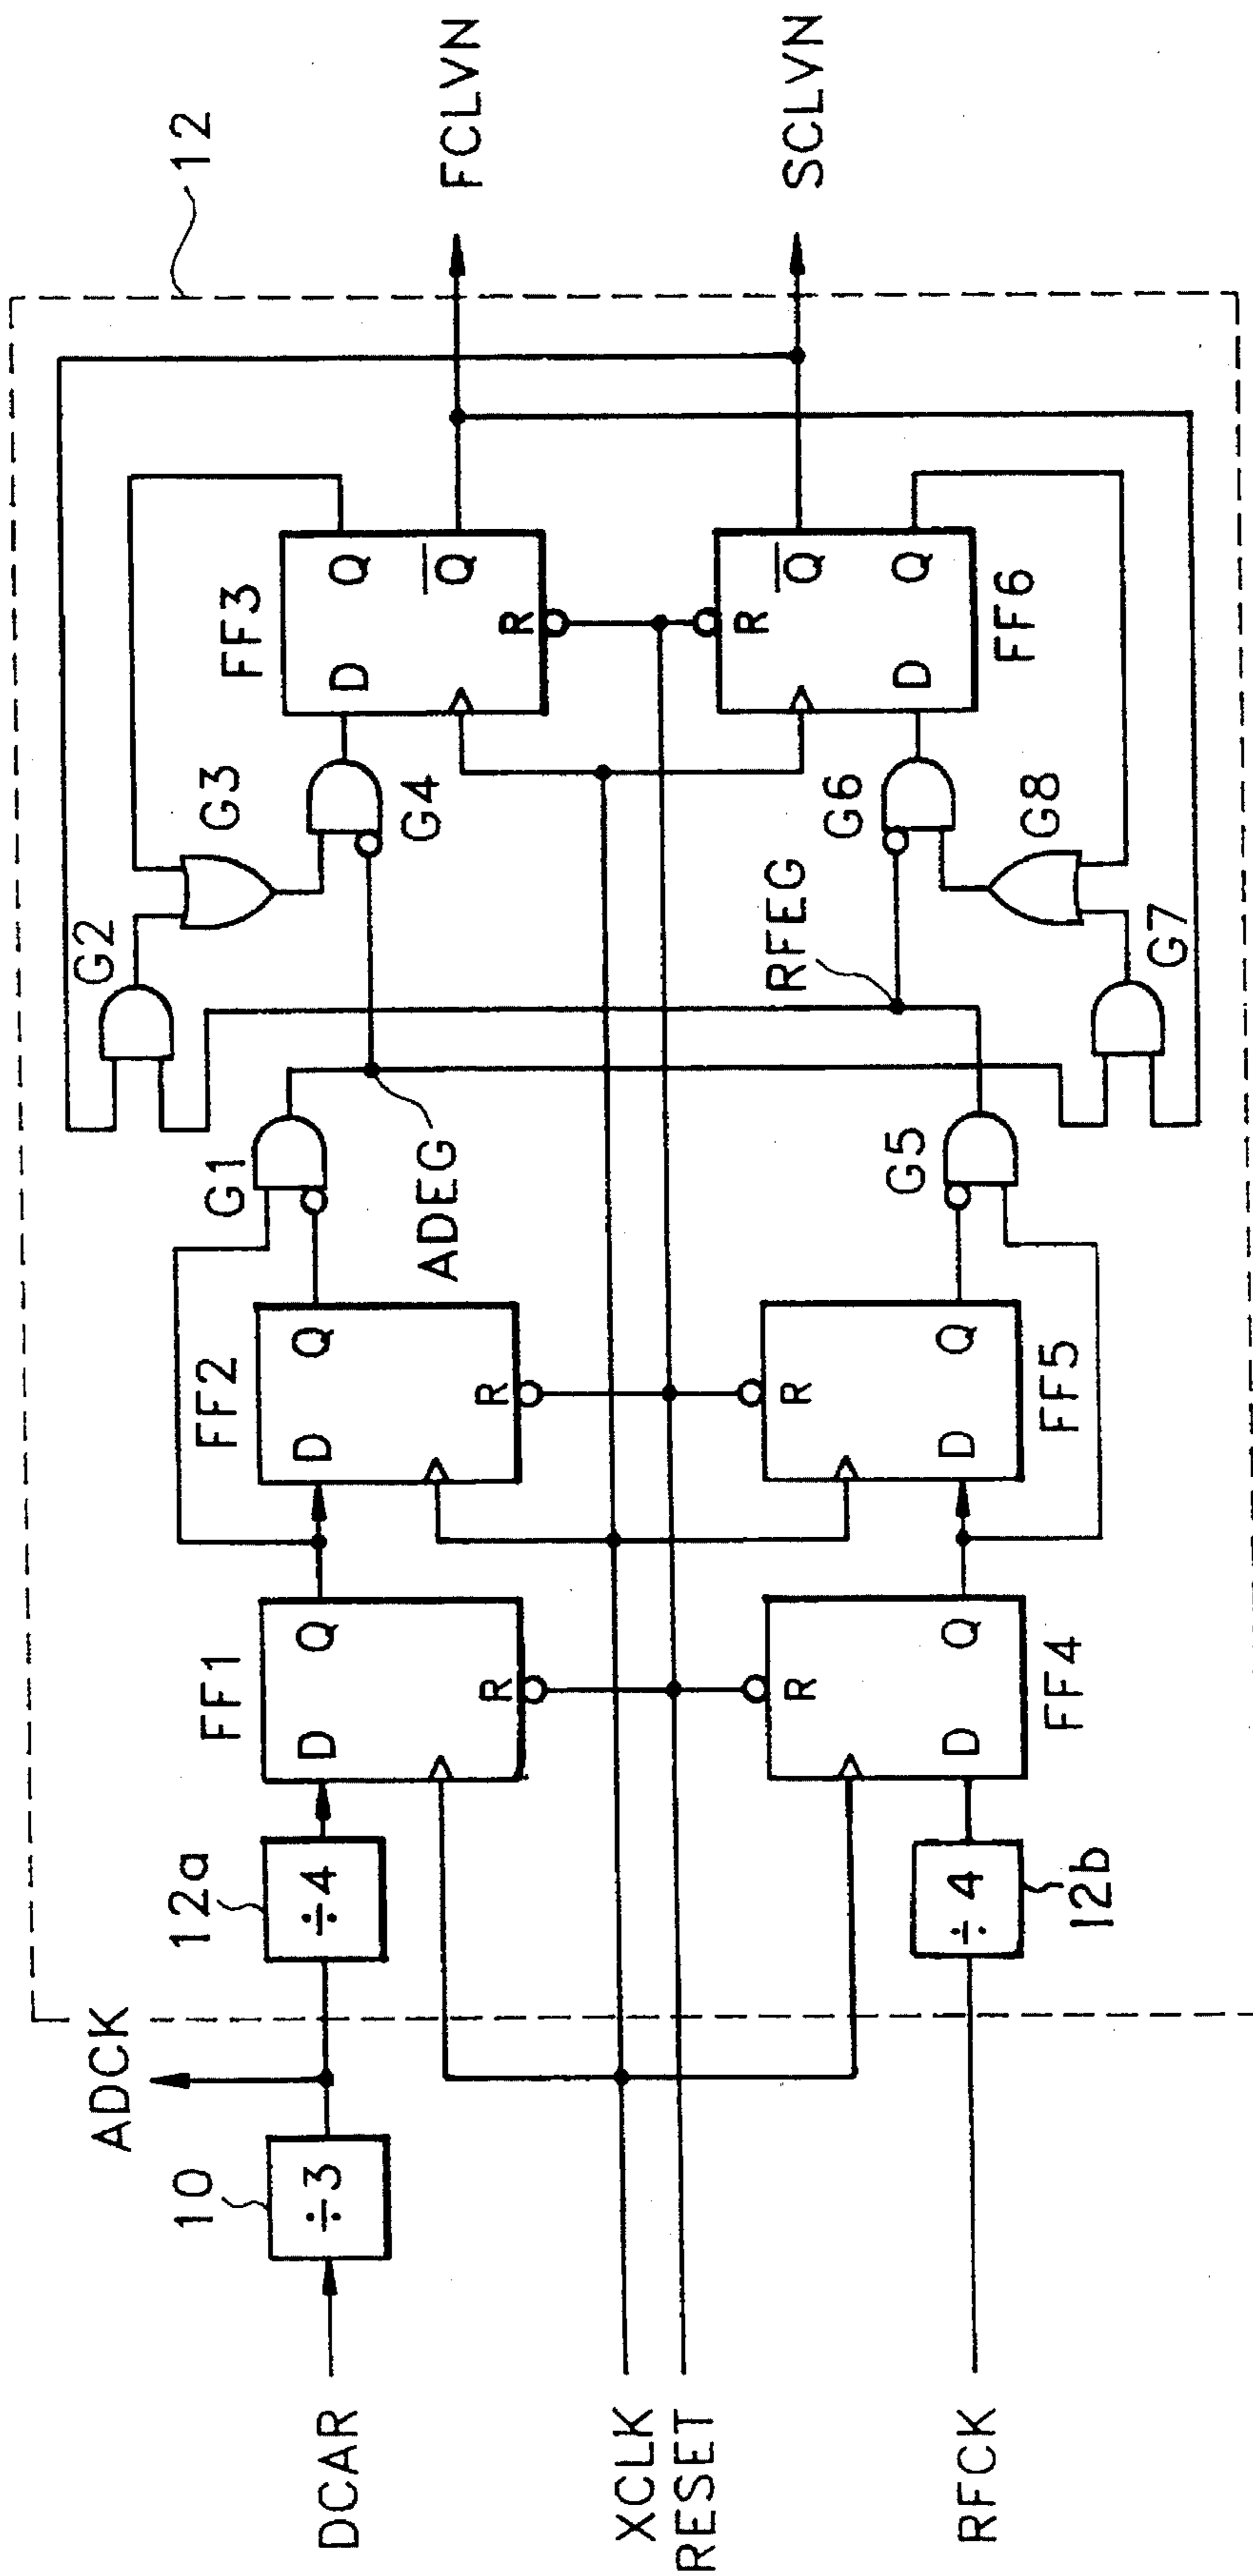 DCAR
XCLK
RESET
RFCK
10
÷3
ADCK
12
12a
÷4
÷4
12b
FF1
D
Q
R
FF4
R
D
Q
FF2
D
Q
R
FF5
R
D
Q
G1
ADEG
G5
G2
RFEG
G7
G3
G4
G6
G8
FF3
D
Q
Q
R
FF6
R
D
Q
Q
FCLVN
SCLVN